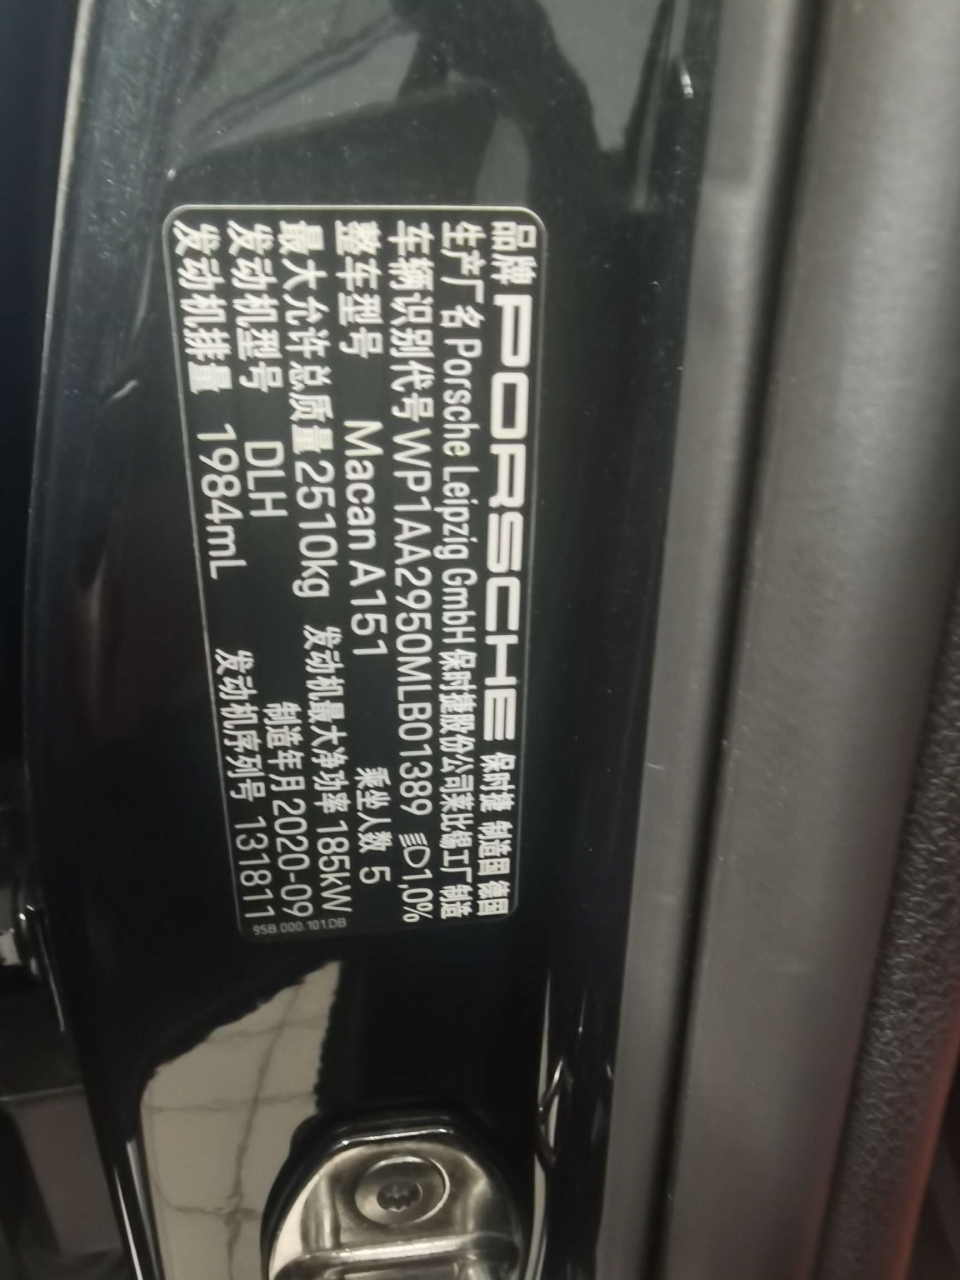 品牌 PORSCHE 保时捷 制造国 德国
生产厂名 Porsche Leipzig GmbH 保时捷股份公司莱比锡工厂制造
车辆识别代号 WP1AA2950MLB01389 1,0%
整车型号 Macan A151 乘坐人数 5
最大允许总质量 2510kg 发动机最大净功率 185kW
发动机型号 DLH 制造年月 2020-09
发动机排量 1984mL 发动机序列号 131811
95B.000.101.DB